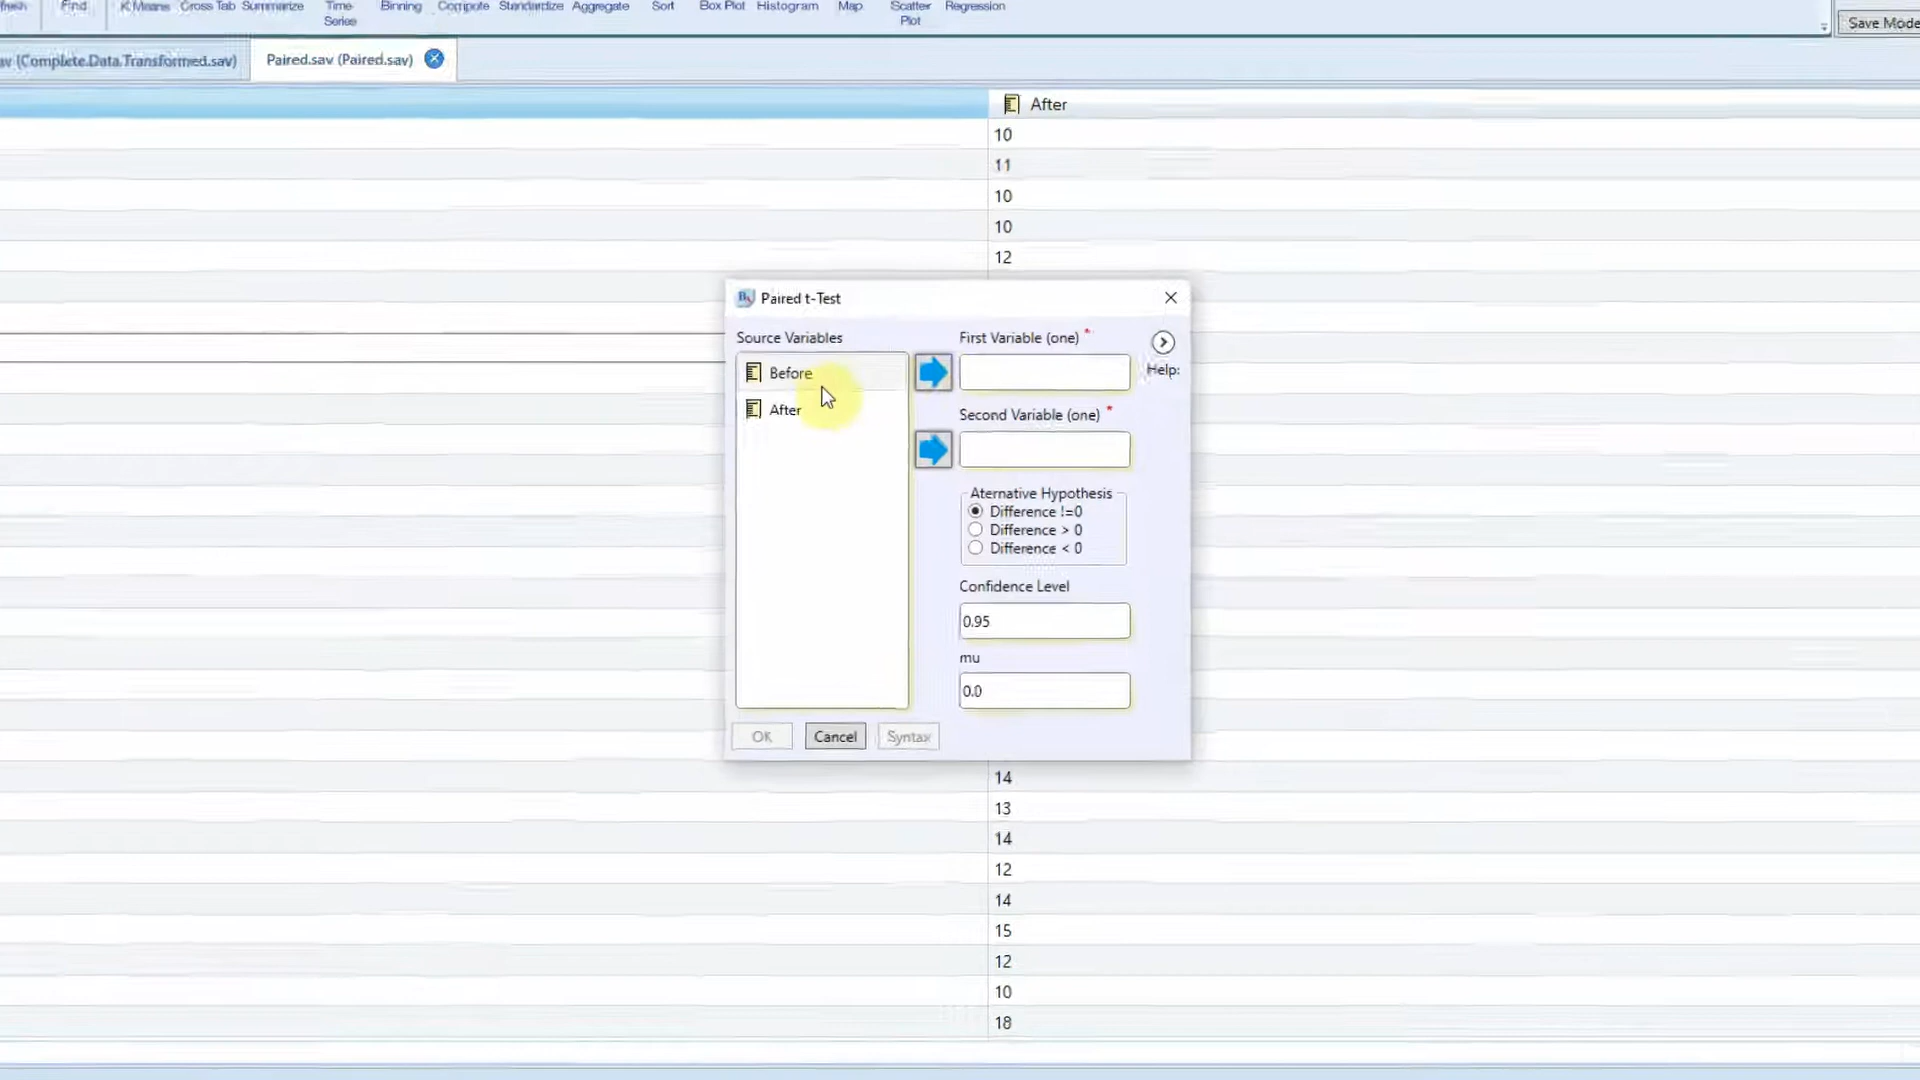 Find K Means Cross Tab Summarize Time Series Binning Compute Standardize Aggregate Sort Box Plot Histogram Map Scatter Plot Regression
Save Mode
av (Complete.Data.Transformed.sav) Paired.sav (Paired.sav)
After
10
11
10
10
12
Paired t-Test
Source Variables
First Variable (one) *
Before
Help:
After
Second Variable (one) *
Aternative Hypothesis
Difference !=0
Difference > 0
Difference < 0
Confidence Level
0.95
mu
0.0
OK Cancel Syntax
14
13
14
12
14
15
12
10
18